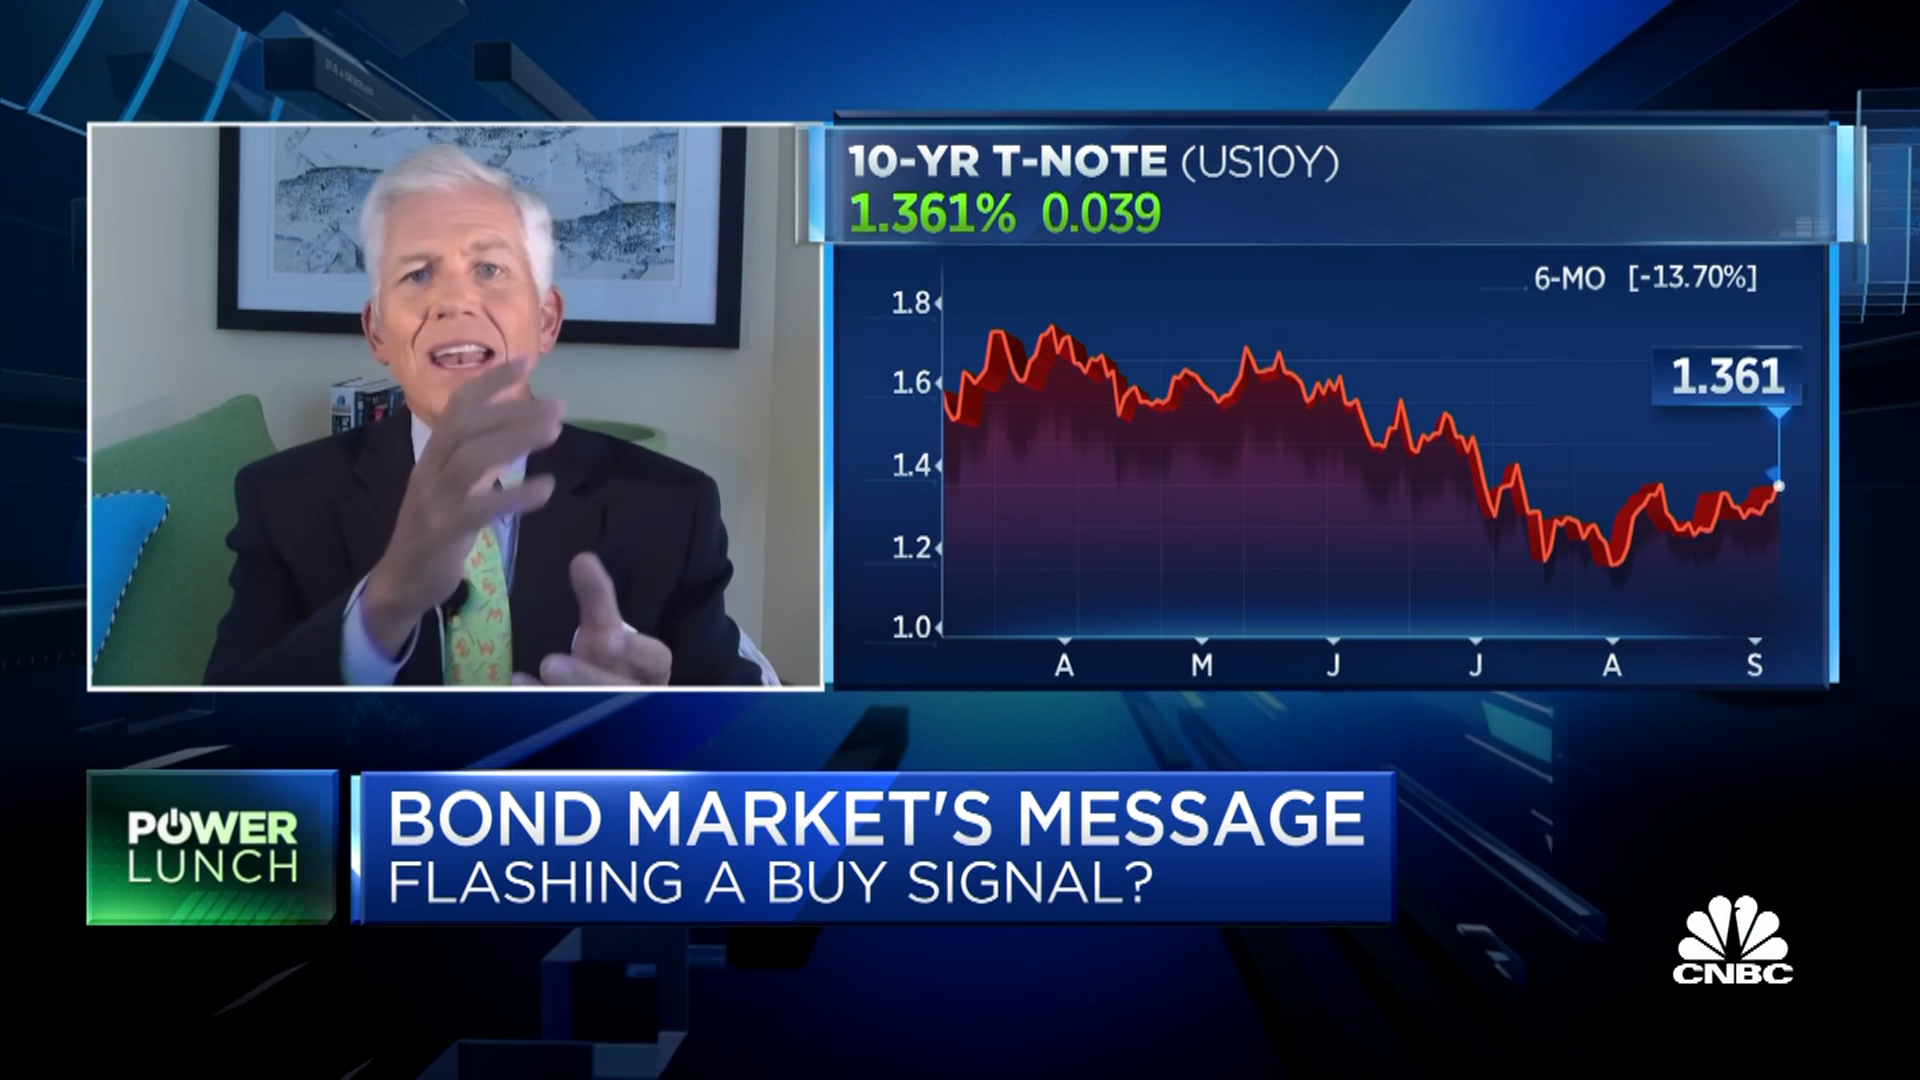 10-YR T-NOTE (US10Y)
1.361% 0.039
6-MO [-13.70%]
1.8
1.6
1.4
1.2
1.0
1.361
A M J J A S
POWER
LUNCH
BOND MARKET'S MESSAGE
FLASHING A BUY SIGNAL?
CNBC